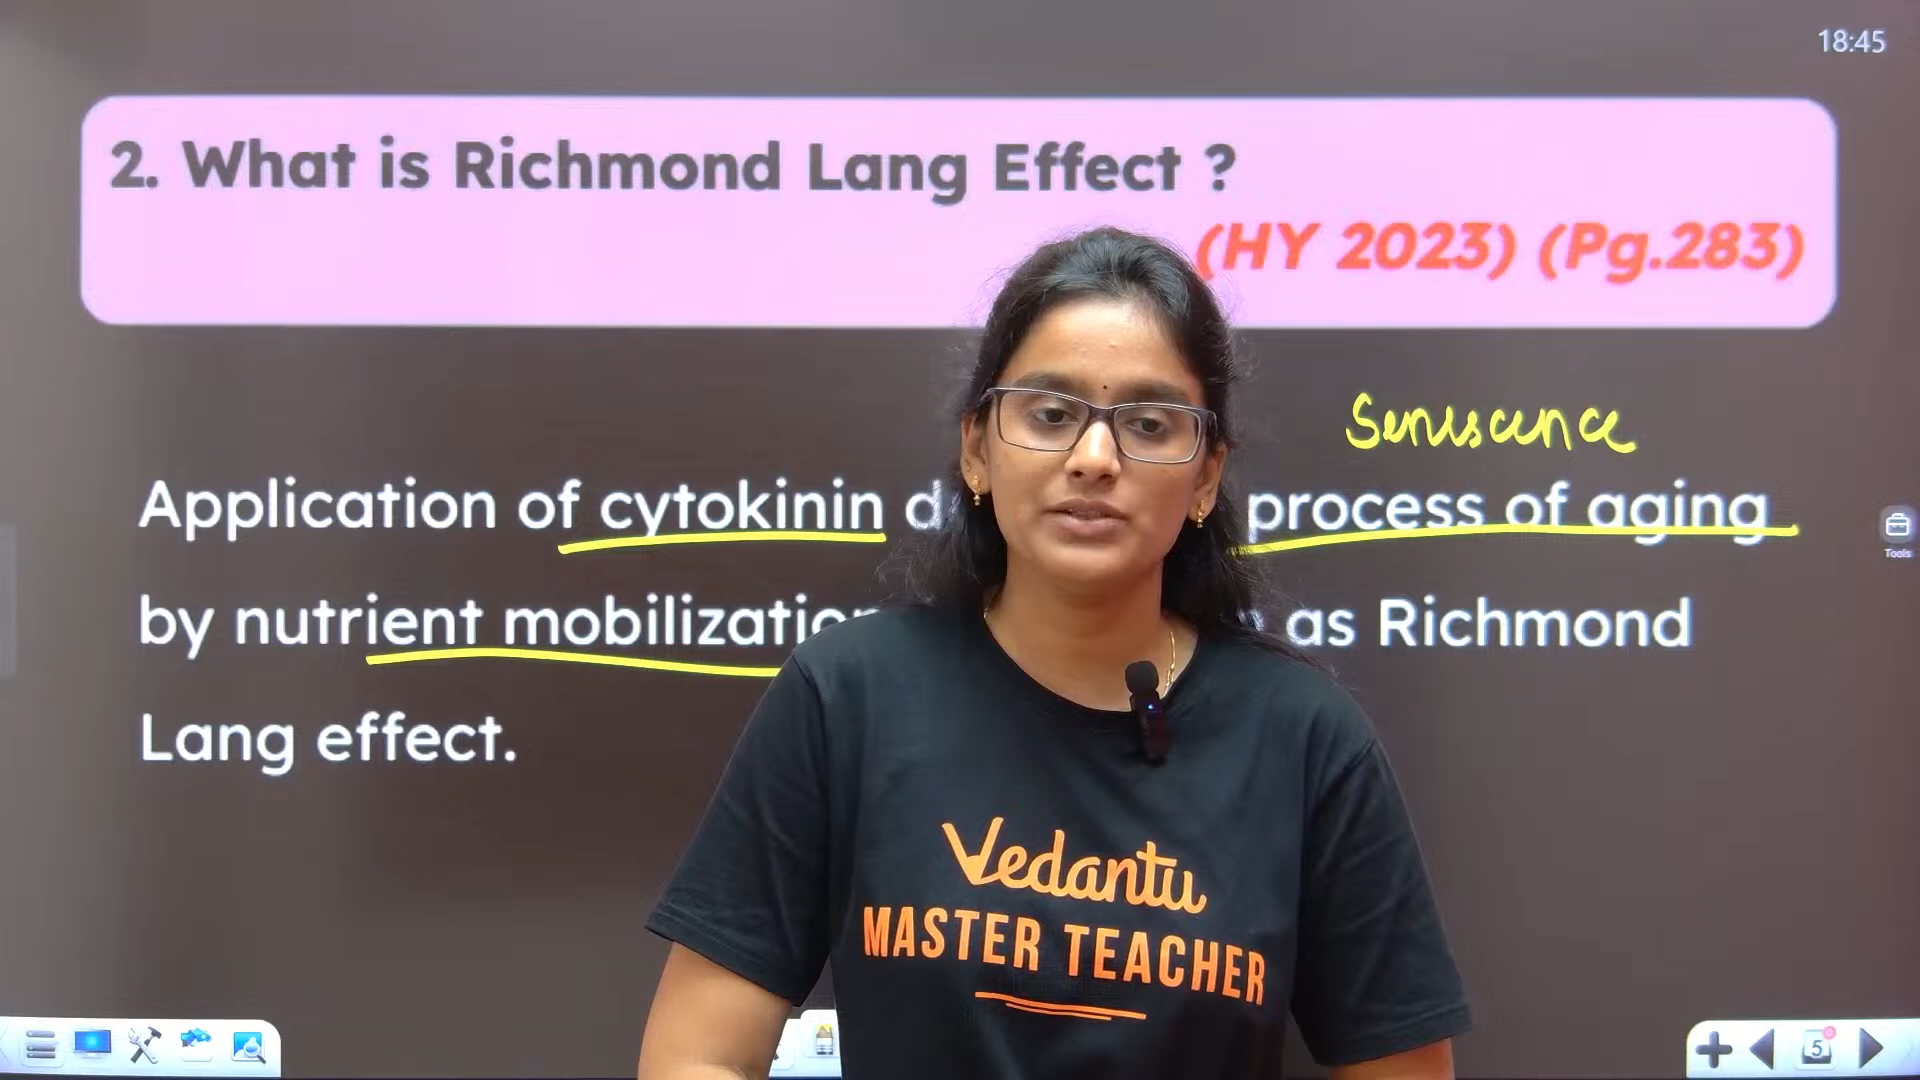 18:45
2. What is Richmond Lang Effect ?
(HY 2023) (Pg.283)
Senescence
Application of cytokinin process of aging
by nutrient as Richmond
Lang effect.
Tools
Vedantu
MASTER TEACHER
5